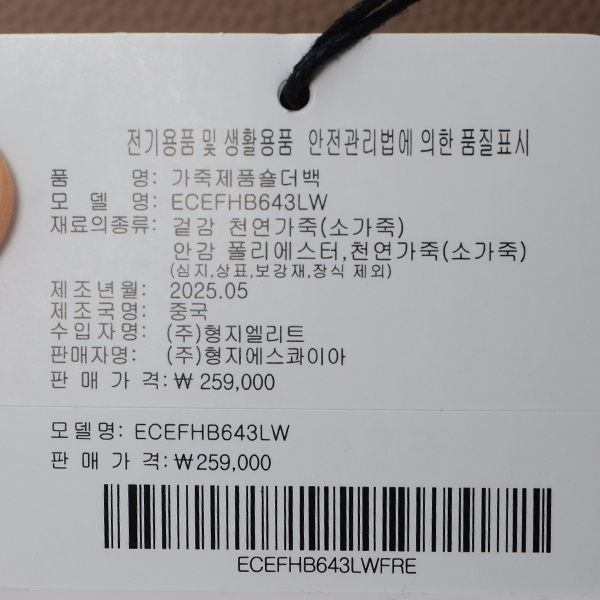 전기용품 및 생활용품 안전관리법에 의한 품질표시
품 명: 가죽제품숄더백
모 델 명: ECEFHB643LW
재료의종류: 겉감 천연가죽(소가죽)
안감 폴리에스터,천연가죽(소가죽)
(심지,상표,보강재,장식 제외)
제조년월: 2025.05
제조국명: 중국
수입자명: (주)형지엘리트
판매자명: (주)형지에스콰이아
판 매 가 격:₩ 259,000
모델명: ECEFHB643LW
판 매 가 격:₩259,000
ECEFHB643LWFRE